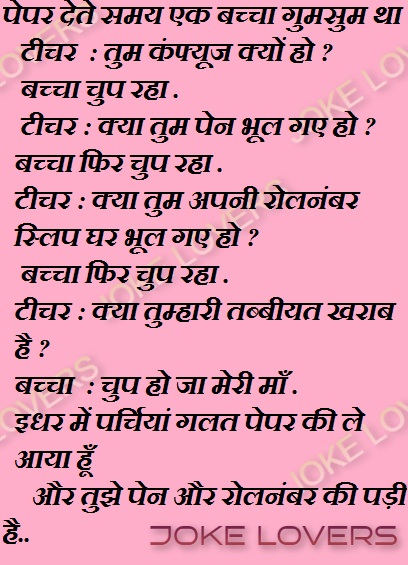 पेपर देते समय एक बच्चा गुमसुम था
टीचर : तुम कंफ्यूज क्यों हो ?
बच्चा चुप रहा .
टीचर : क्या तुम पेन भूल गए हो ?
बच्चा फिर चुप रहा .
टीचर : क्या तुम अपनी रोलनंबर
स्लिप घर भूल गए हो ?
बच्चा फिर चुप रहा .
टीचर : क्या तुम्हारी तब्बीयत खराब
है ?
बच्चा : चुप हो जा मेरी माँ .
इधर में पर्चियां गलत पेपर की ले
आया हूँ
और तुझे पेन और रोलनंबर की पड़ी
है..
JOKE LOVERS